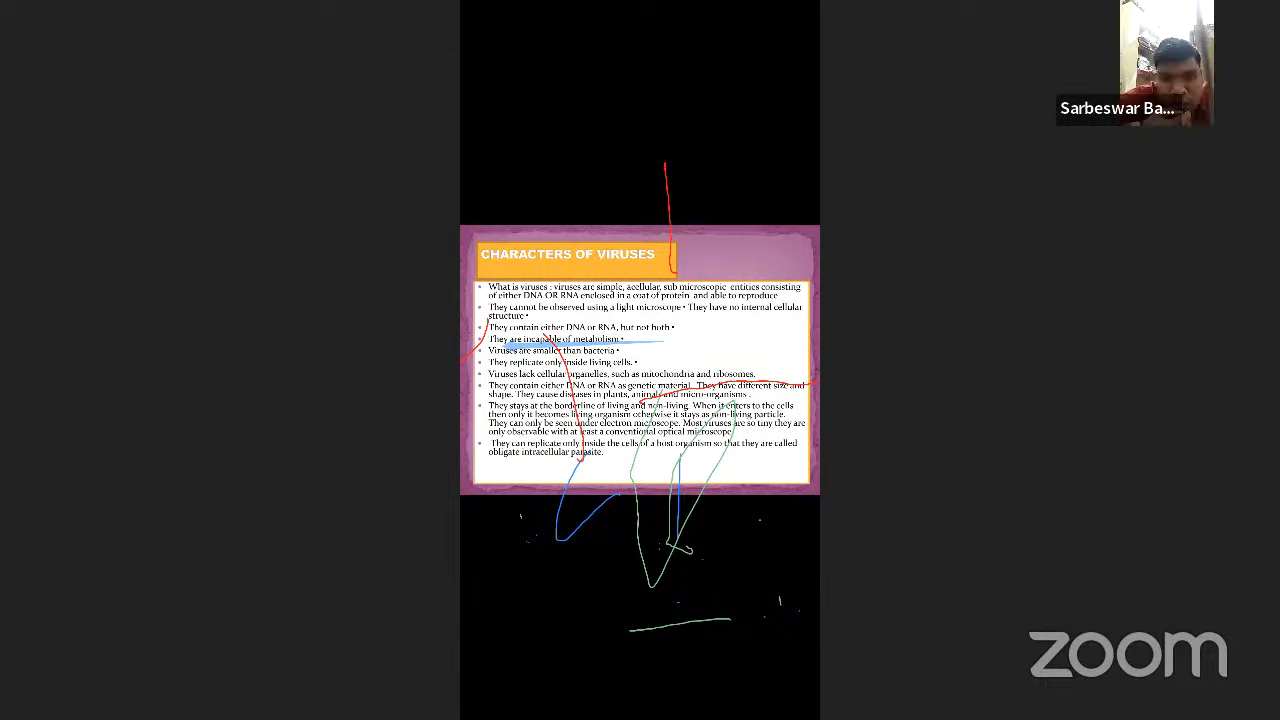 Sarbeswar Ba...
CHARACTERS OF VIRUSES
• What is viruses : viruses are simple, acellular, sub microscopic entities consisting
of either DNA OR RNA enclosed in a coat of protein and able to reproduce
• They cannot be observed using a light microscope • They have no internal cellular
structure •
• They contain either DNA or RNA, but not both •
• They are incapable of metabolism •
• Viruses are smaller than bacteria •
• They replicate only inside living cells. •
• Viruses lack cellular organelles, such as mitochondria and ribosomes.
• They contain either DNA or RNA as genetic material. They have different size and
shape. They cause diseases in plants, animals and micro-organisms .
• They stays at the borderline of living and non-living. When it enters to the cells
then only it becomes living organism otherwise it stays as non-living particle.
They can only be seen under electron microscope. Most viruses are so tiny they are
only observable with at least a conventional optical microscope
• They can replicate only inside the cells of a host organism so that they are called
obligate intracellular parasite.
zoom